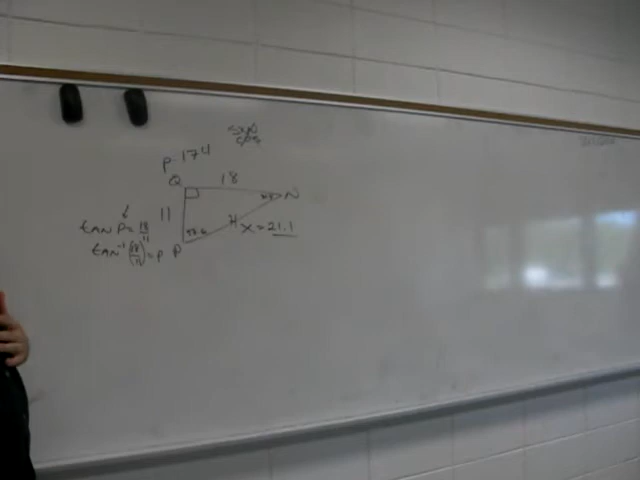 p. 174
Q 18 N
11
tan P = 18/11
H x = 21.1
tan⁻¹(18/11) = P P